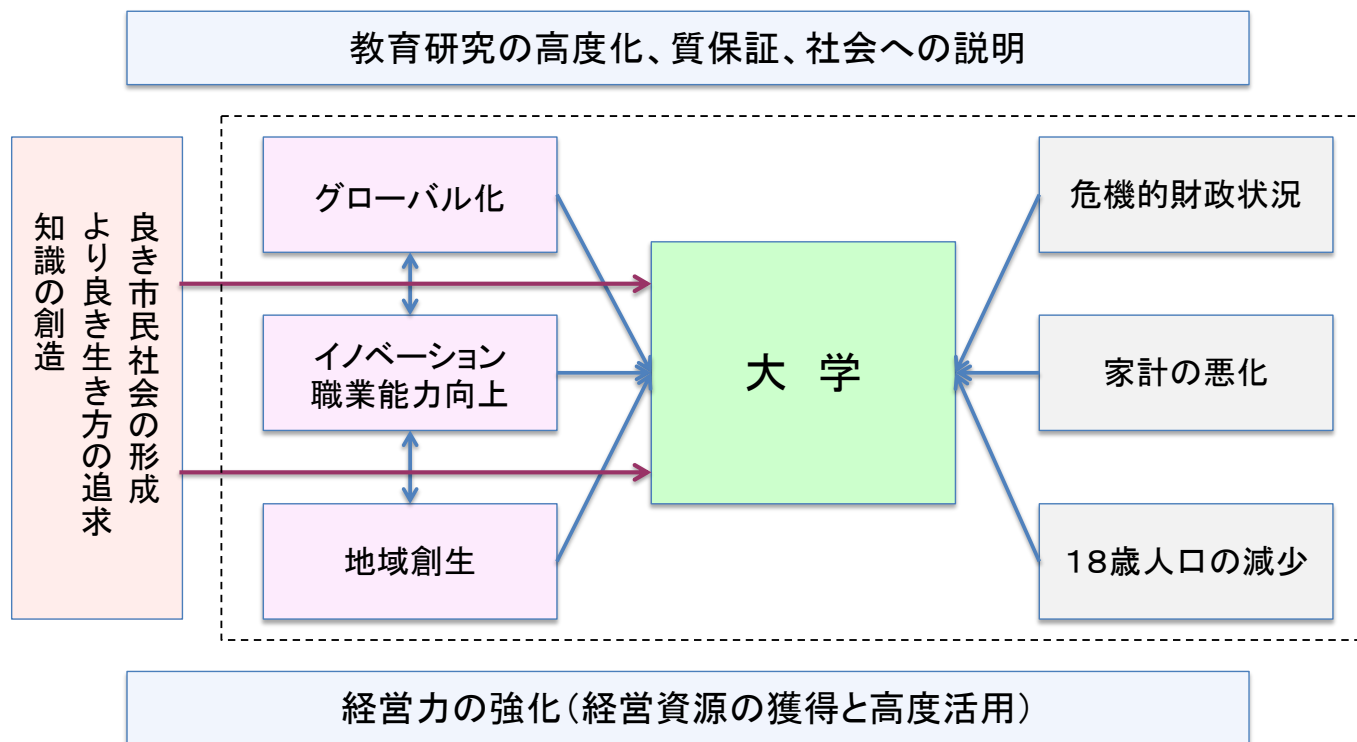 教育研究の高度化、質保証、社会への説明
良き市民社会の形成
より良き生き方の追求
知識の創造
グローバル化
イノベーション
職業能力向上
地域創生
大 学
危機的財政状況
家計の悪化
18歳人口の減少
経営力の強化(経営資源の獲得と高度活用)